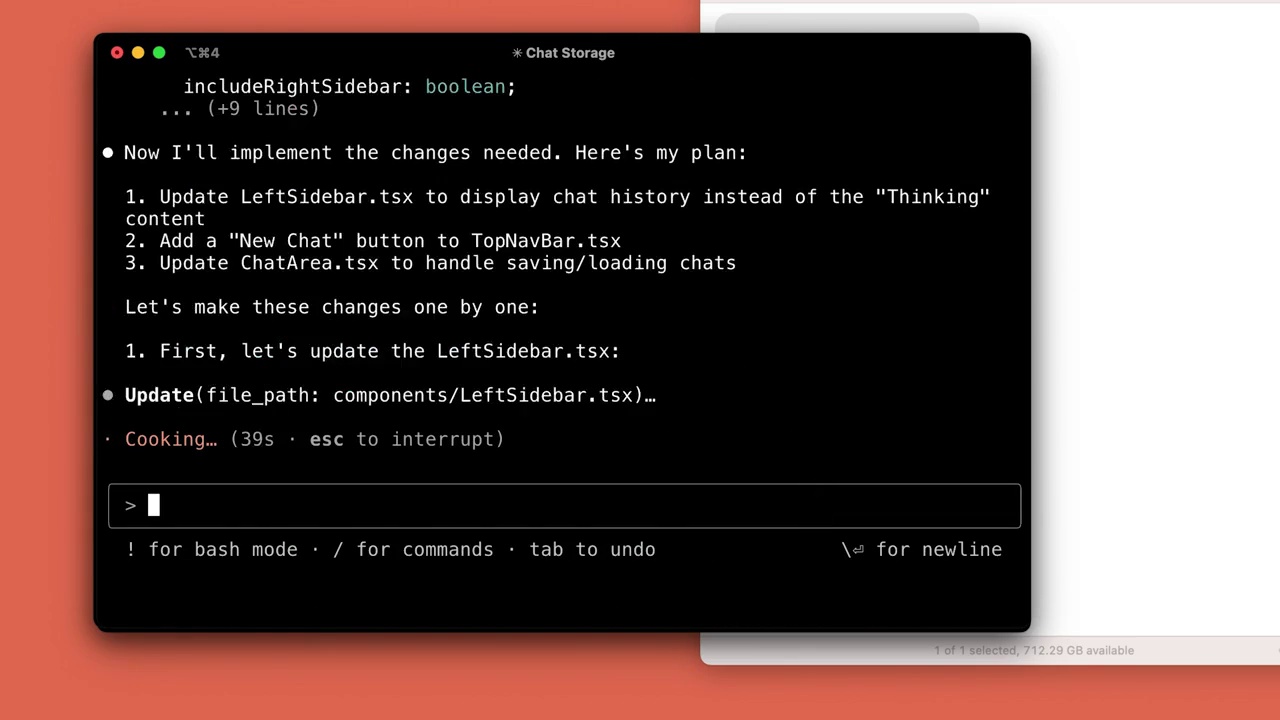 ⌥⌘4
✳ Chat Storage
includeRightSidebar: boolean;
... (+9 lines)
● Now I'll implement the changes needed. Here's my plan:
1. Update LeftSidebar.tsx to display chat history instead of the "Thinking"
content
2. Add a "New Chat" button to TopNavBar.tsx
3. Update ChatArea.tsx to handle saving/loading chats
Let's make these changes one by one:
1. First, let's update the LeftSidebar.tsx:
● Update(file_path: components/LeftSidebar.tsx)…
· Cooking… (39s · esc to interrupt)
>
! for bash mode · / for commands · tab to undo
\⏎ for newline
1 of 1 selected, 712.29 GB available